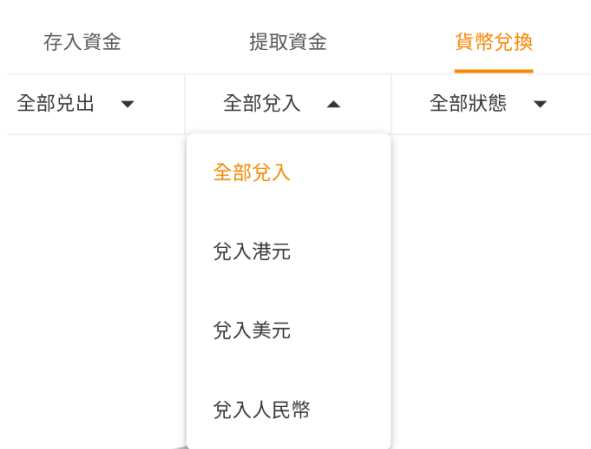 存入資金 提取資金 貨幣兌換
全部兑出 全部兌入 全部狀態
全部兌入
兌入港元
兌入美元
兌入人民幣